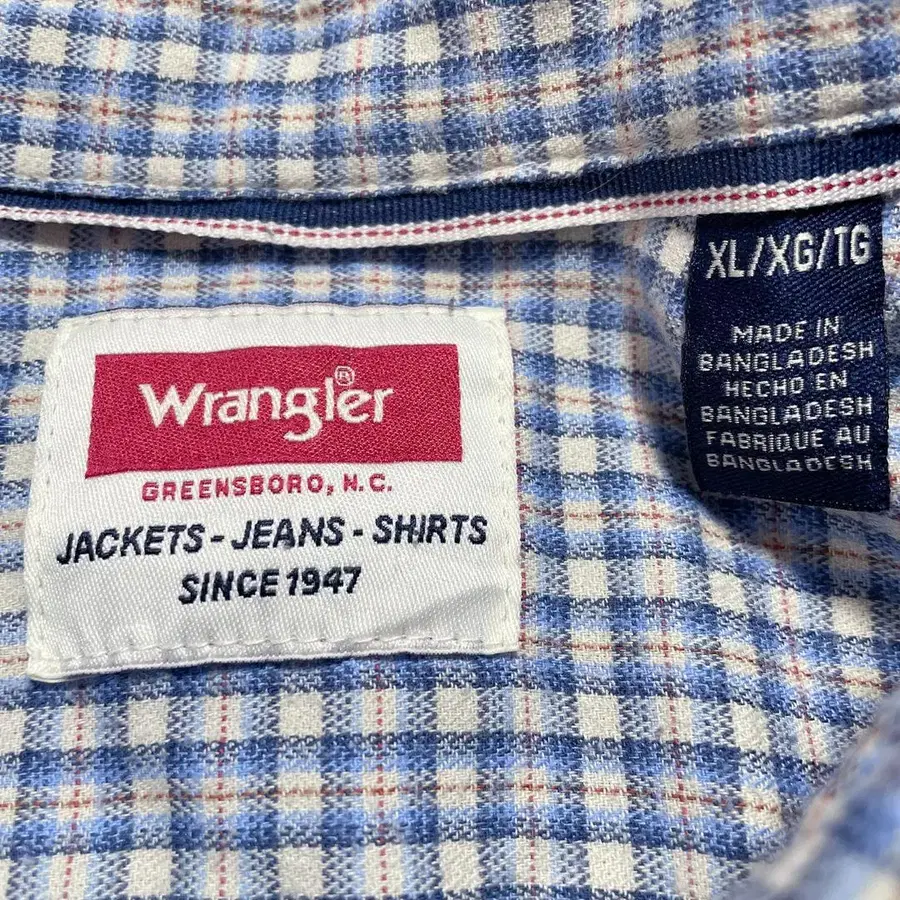 Wrangler®
GREENSBORO, N.C.
JACKETS - JEANS - SHIRTS
SINCE 1947
XL/XG/TG
MADE IN
BANGLADESH
HECHO EN
BANGLADESH
FABRIQUE AU
BANGLADESH